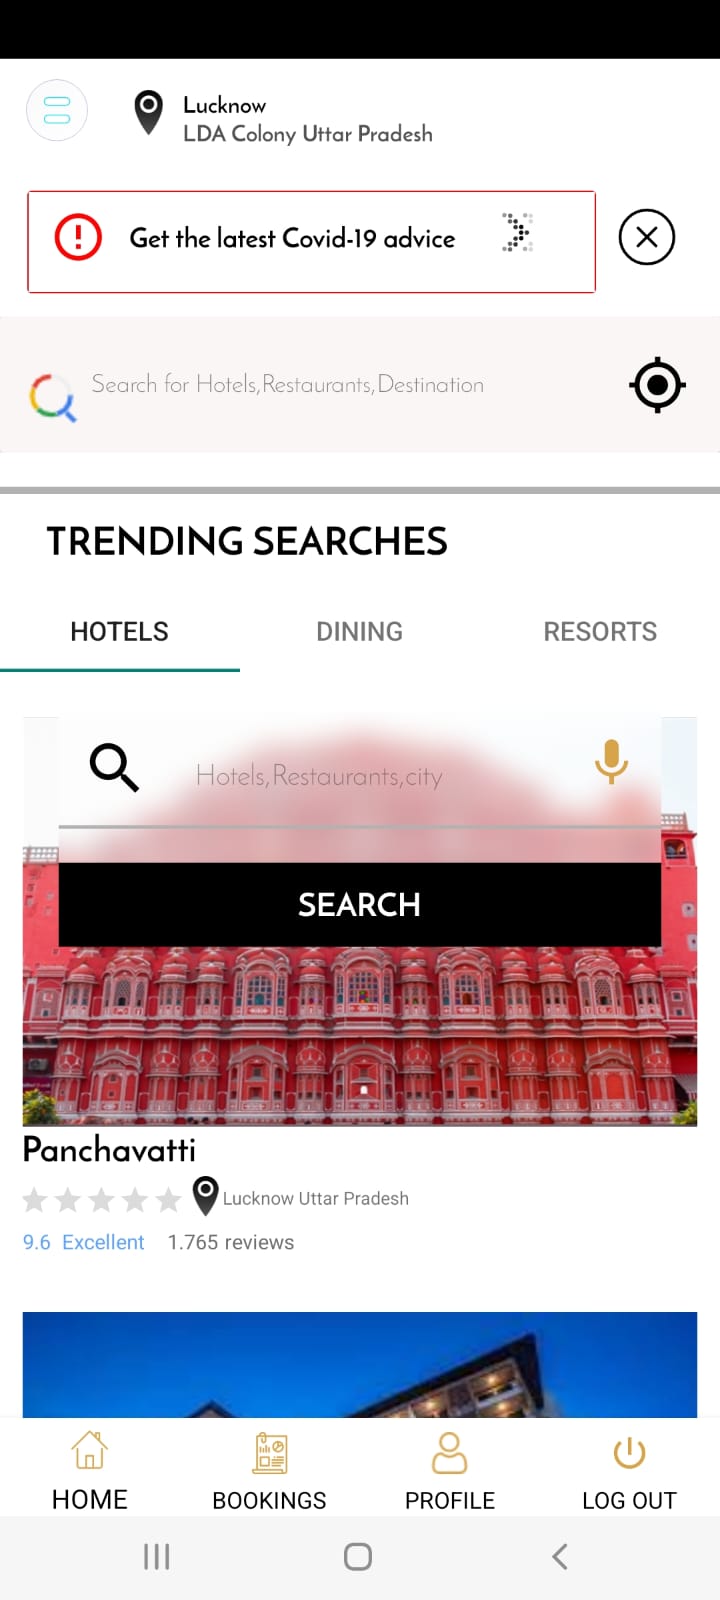 Lucknow
LDA Colony Uttar Pradesh
Get the latest Covid-19 advice
Search for Hotels,Restaurants,Destination
TRENDING SEARCHES
HOTELS DINING RESORTS
Hotels,Restaurants,city
SEARCH
Panchavatti
Lucknow Uttar Pradesh
9.6 Excellent 1.765 reviews
HOME BOOKINGS PROFILE LOG OUT